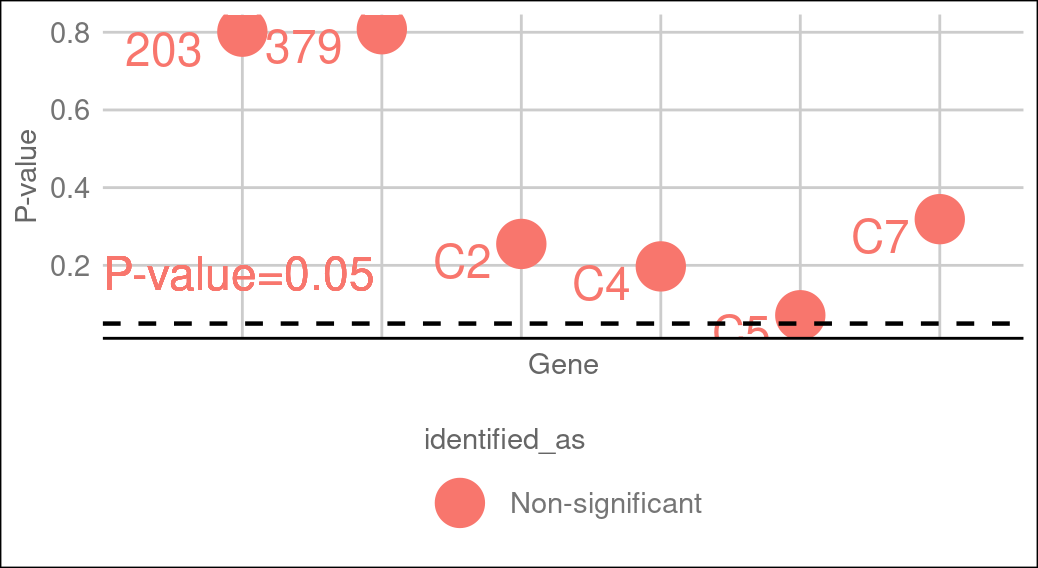 0.8
203
379
0.6
P-value
0.4
C7
C2
0.2
P-value=0.05
C4
C5
Gene
identified_as
Non-significant